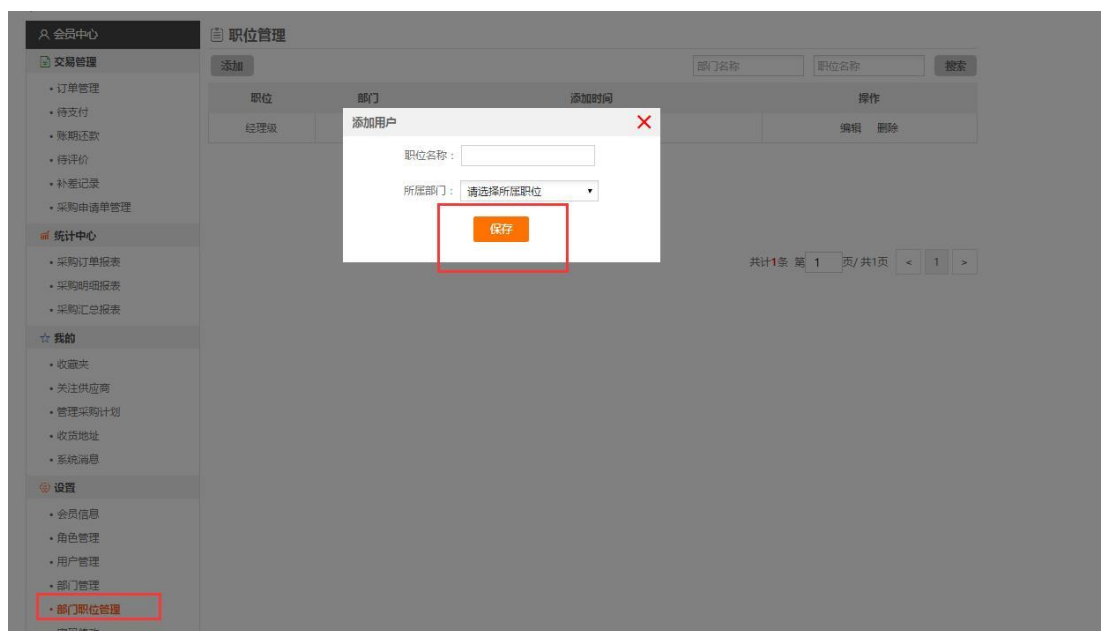 会员中心
交易管理
• 订单管理
• 待支付
• 账期还款
• 待评价
• 补差记录
• 采购申请单管理
统计中心
• 采购订单报表
• 采购明细报表
• 采购汇总报表
我的
• 收藏夹
• 关注供应商
• 管理采购计划
• 收货地址
• 系统消息
设置
• 会员信息
• 角色管理
• 用户管理
• 部门管理
• 部门职位管理
职位管理
添加 部门名称 职位名称 搜索
职位 部门 添加时间 操作
经理级 编辑 删除
添加用户
职位名称：
所属部门： 请选择所属职位
保存
共计1条 第 1 页/共1页 < 1 >